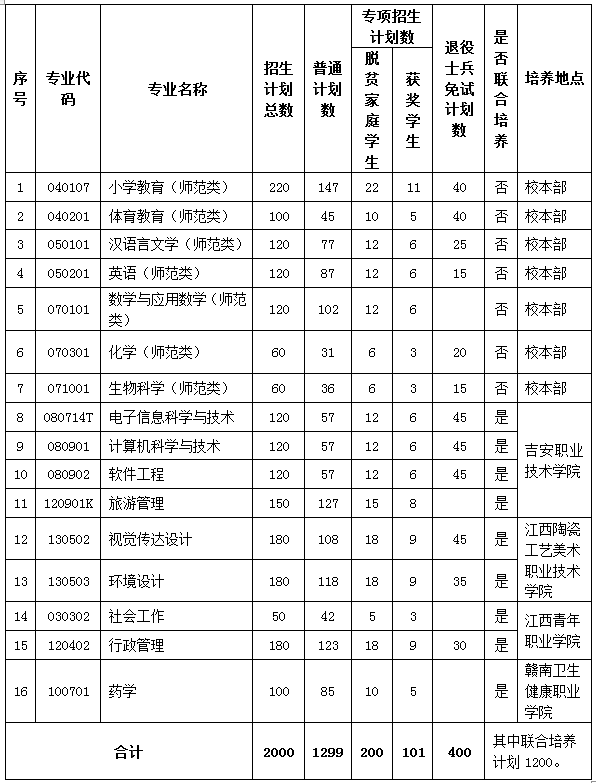 序号 专业代码 专业名称 招生计划总数 普通计划数 专项招生计划数 脱贫家庭学生 获奖学生 退役士兵免试计划数 是否联合培养 培养地点
1 040107 小学教育（师范类） 220 147 22 11 40 否 校本部
2 040201 体育教育（师范类） 100 45 10 5 40 否 校本部
3 050101 汉语言文学（师范类） 120 77 12 6 25 否 校本部
4 050201 英语（师范类） 120 87 12 6 15 否 校本部
5 070101 数学与应用数学（师范类） 120 102 12 6 否 校本部
6 070301 化学（师范类） 60 31 6 3 20 否 校本部
7 071001 生物科学（师范类） 60 36 6 3 15 否 校本部
8 080714T 电子信息科学与技术 120 57 12 6 45 是 吉安职业技术学院
9 080901 计算机科学与技术 120 57 12 6 45 是
10 080902 软件工程 120 57 12 6 45 是
11 120901K 旅游管理 150 127 15 8 是
12 130502 视觉传达设计 180 108 18 9 45 是 江西陶瓷工艺美术职业技术学院
13 130503 环境设计 180 118 18 9 35 是
14 030302 社会工作 50 42 5 3 是 江西青年职业学院
15 120402 行政管理 180 123 18 9 30 是
16 100701 药学 100 85 10 5 是 赣南卫生健康职业学院
合计 2000 1299 200 101 400 其中联合培养计划1200。